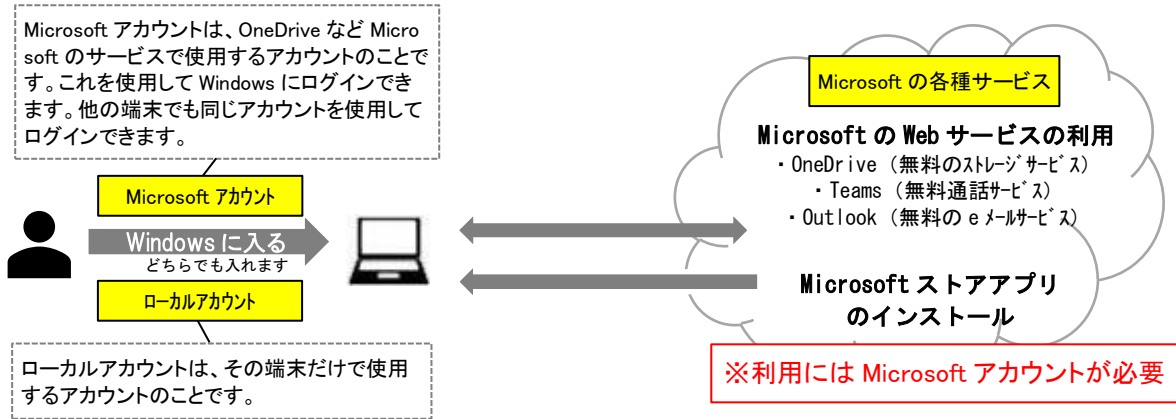 Microsoft アカウントは、OneDrive など Micro
soft のサービスで使用するアカウントのことで
す。これを使用して Windows にログインでき
ます。他の端末でも同じアカウントを使用して
ログインできます。
Microsoft アカウント
Windows に入る
どちらでも入れます
ローカルアカウント
ローカルアカウントは、その端末だけで使用
するアカウントのことです。
Microsoft の各種サービス
Microsoft の Web サービスの利用
・OneDrive（無料のｽﾄﾚｰｼﾞｻｰﾋﾞｽ）
・Teams（無料通話サービス）
・Outlook（無料の e メールサービス）
Microsoft ストアアプリ
のインストール
※利用には Microsoft アカウントが必要